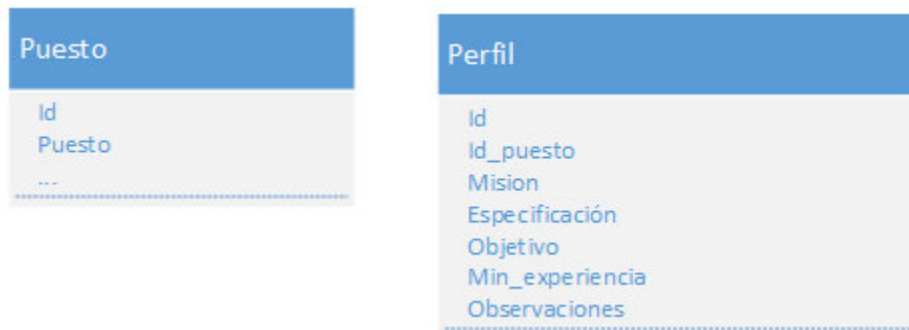 Puesto
Id
Puesto
...
Perfil
Id
Id_puesto
Mision
Especificación
Objetivo
Min_experiencia
Observaciones